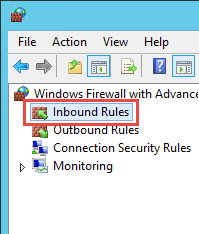 File Action View Help
Windows Firewall with Advance
Inbound Rules
Outbound Rules
Connection Security Rules
Monitoring